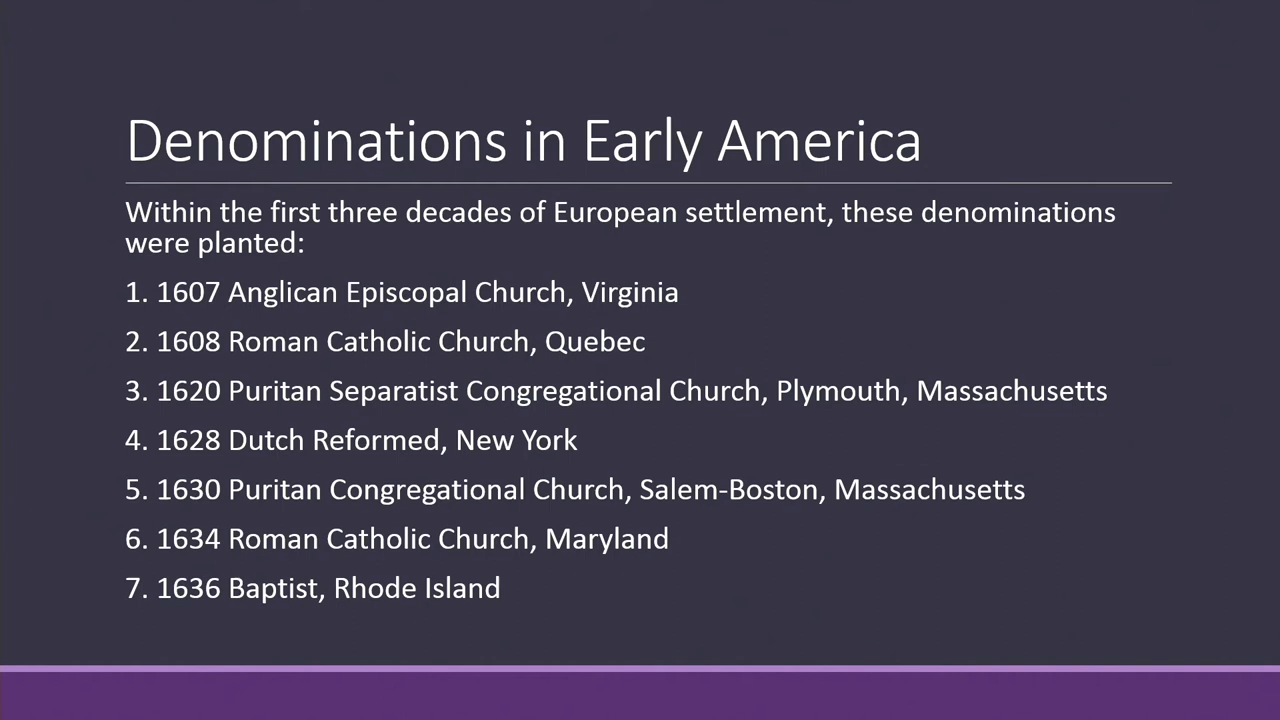 Denominations in Early America
Within the first three decades of European settlement, these denominations
were planted:
1. 1607 Anglican Episcopal Church, Virginia
2. 1608 Roman Catholic Church, Quebec
3. 1620 Puritan Separatist Congregational Church, Plymouth, Massachusetts
4. 1628 Dutch Reformed, New York
5. 1630 Puritan Congregational Church, Salem-Boston, Massachusetts
6. 1634 Roman Catholic Church, Maryland
7. 1636 Baptist, Rhode Island